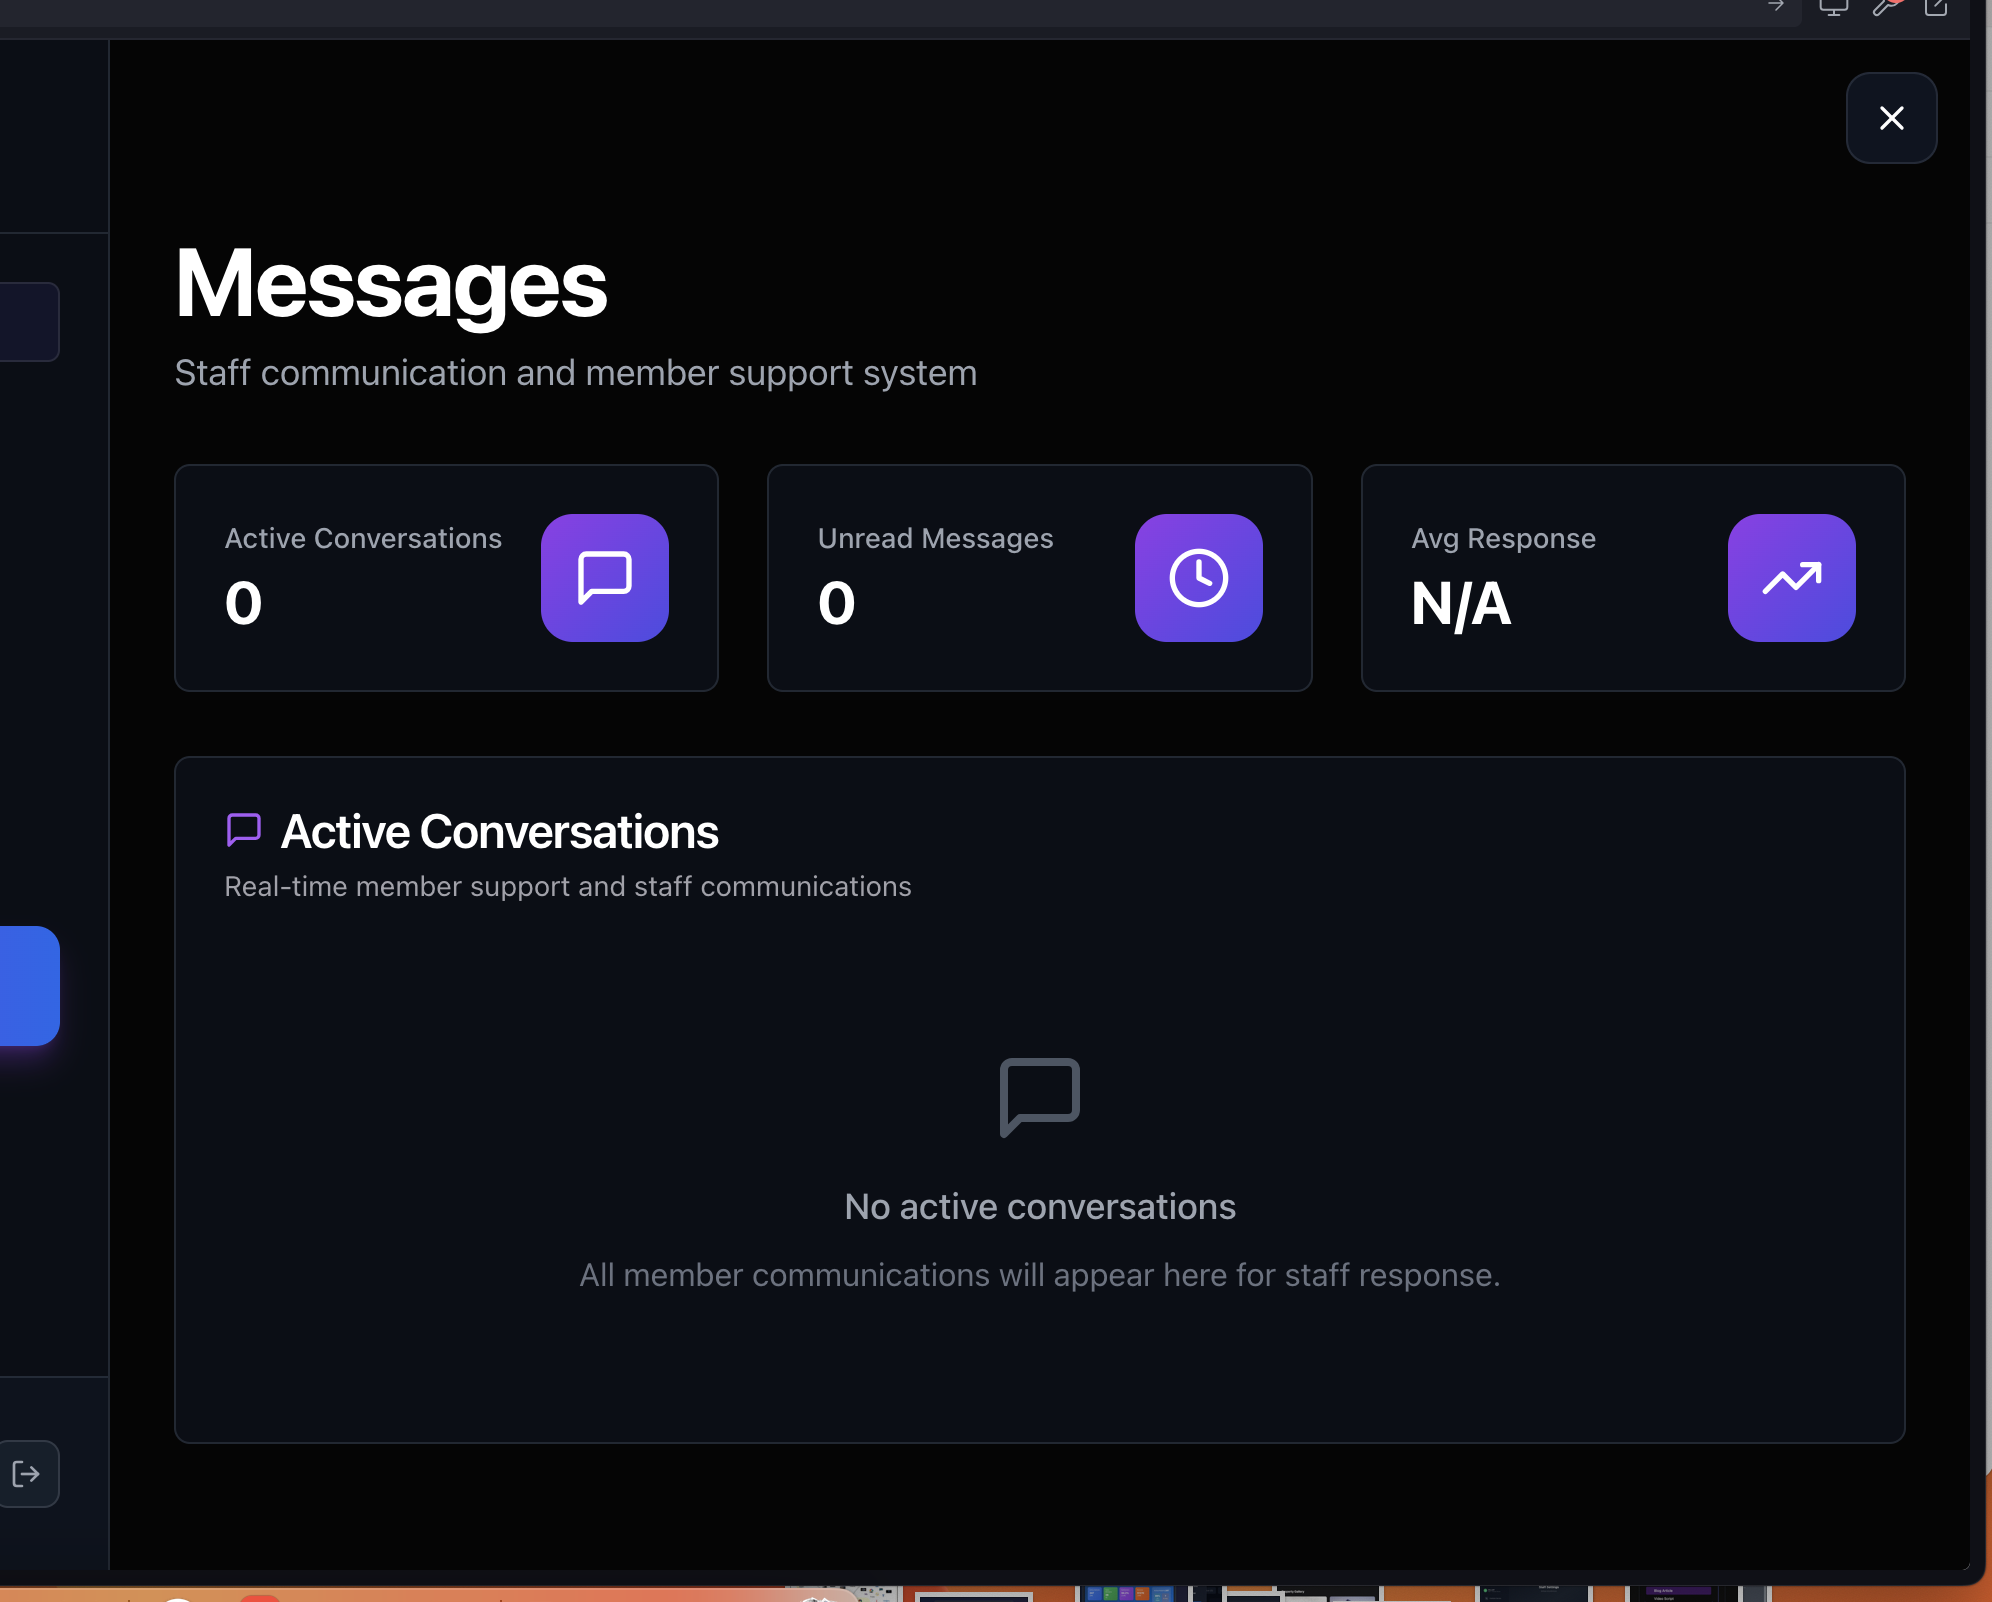 Messages
Staff communication and member support system
Active Conversations
0
Unread Messages
0
Avg Response
N/A
Active Conversations
Real-time member support and staff communications
No active conversations
All member communications will appear here for staff response.